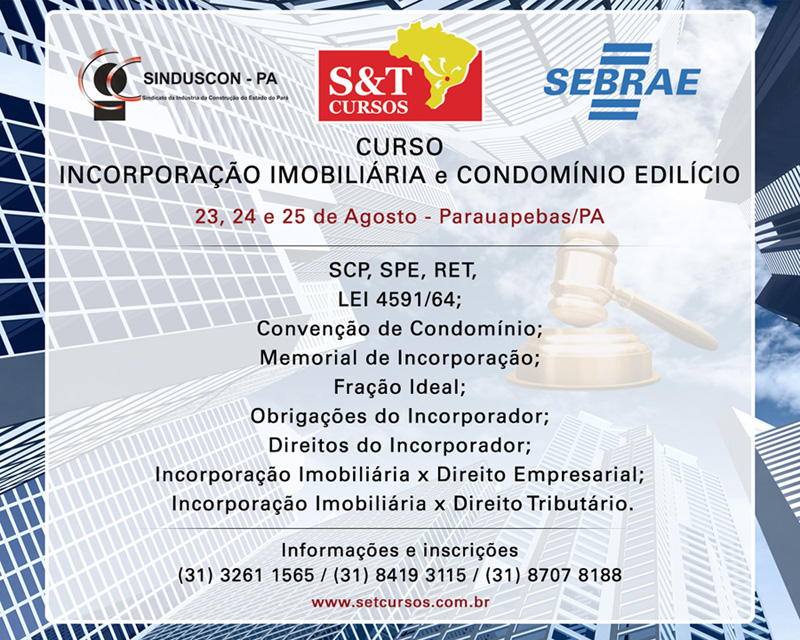 SINDUSCON - PA
Sindicato da Indústria da Construção do Estado do Pará
S&T
CURSOS
SEBRAE
CURSO
INCORPORAÇÃO IMOBILIÁRIA e CONDOMÍNIO EDILÍCIO
23, 24 e 25 de Agosto - Parauapebas/PA
SCP, SPE, RET,
LEI 4591/64;
Convenção de Condomínio;
Memorial de Incorporação;
Fração Ideal;
Obrigações do Incorporador;
Direitos do Incorporador;
Incorporação Imobiliária x Direito Empresarial;
Incorporação Imobiliária x Direito Tributário.
Informações e inscrições
(31) 3261 1565 / (31) 8419 3115 / (31) 8707 8188
www.setcursos.com.br